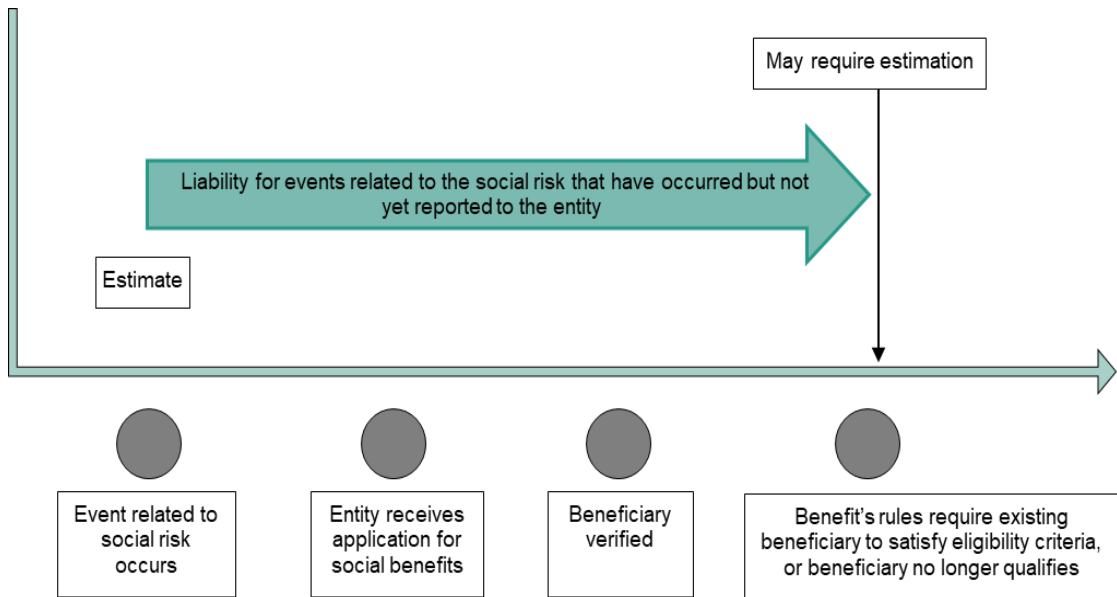 May require estimation
Liability for events related to the social risk that have occurred but not
yet reported to the entity
Estimate
Event related to
social risk
occurs
Entity receives
application for
social benefits
Beneficiary
verified
Benefit's rules require existing
beneficiary to satisfy eligibility criteria,
or beneficiary no longer qualifies